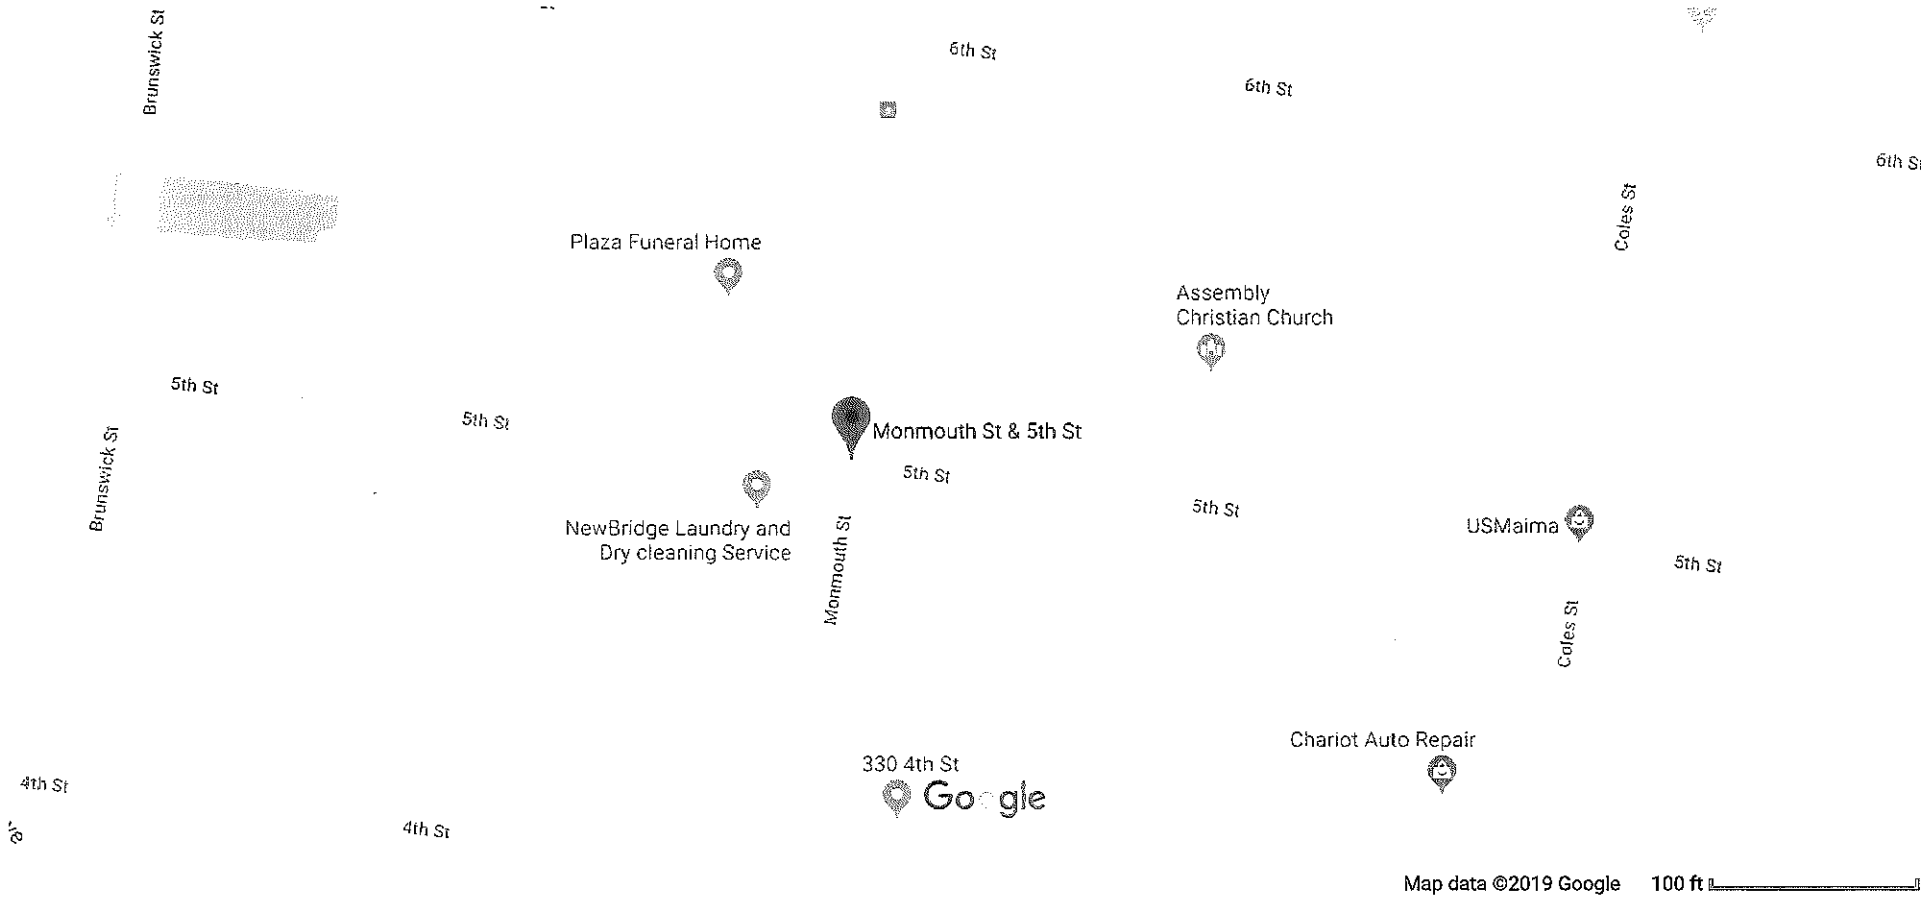 Brunswick St
6th St
6th St
6th St
Coles St
Plaza Funeral Home
Assembly
Christian Church
5th St
5th St
Monmouth St & 5th St
5th St
5th St
Brunswick St
NewBridge Laundry and
Dry cleaning Service
Monmouth St
USMaima
5th St
Coles St
Chariot Auto Repair
330 4th St
Google
4th St
4th St
Map data ©2019 Google 100 ft